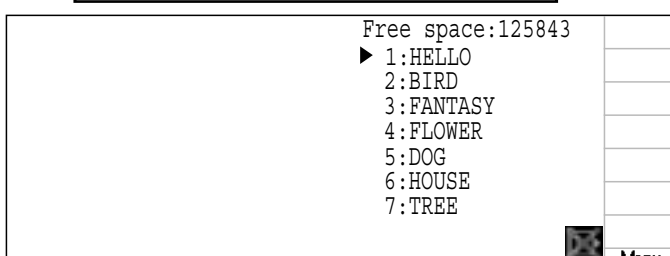 Free space:125843
1:HELLO
2:BIRD
3:FANTASY
4:FLOWER
5:DOG
6:HOUSE
7:TREE